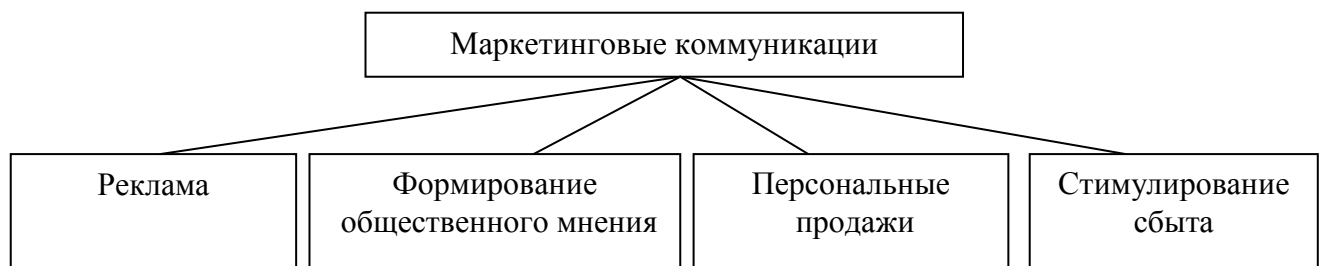 Маркетинговые коммуникации
Реклама
Формирование
общественного мнения
Персональные
продажи
Стимулирование
сбыта